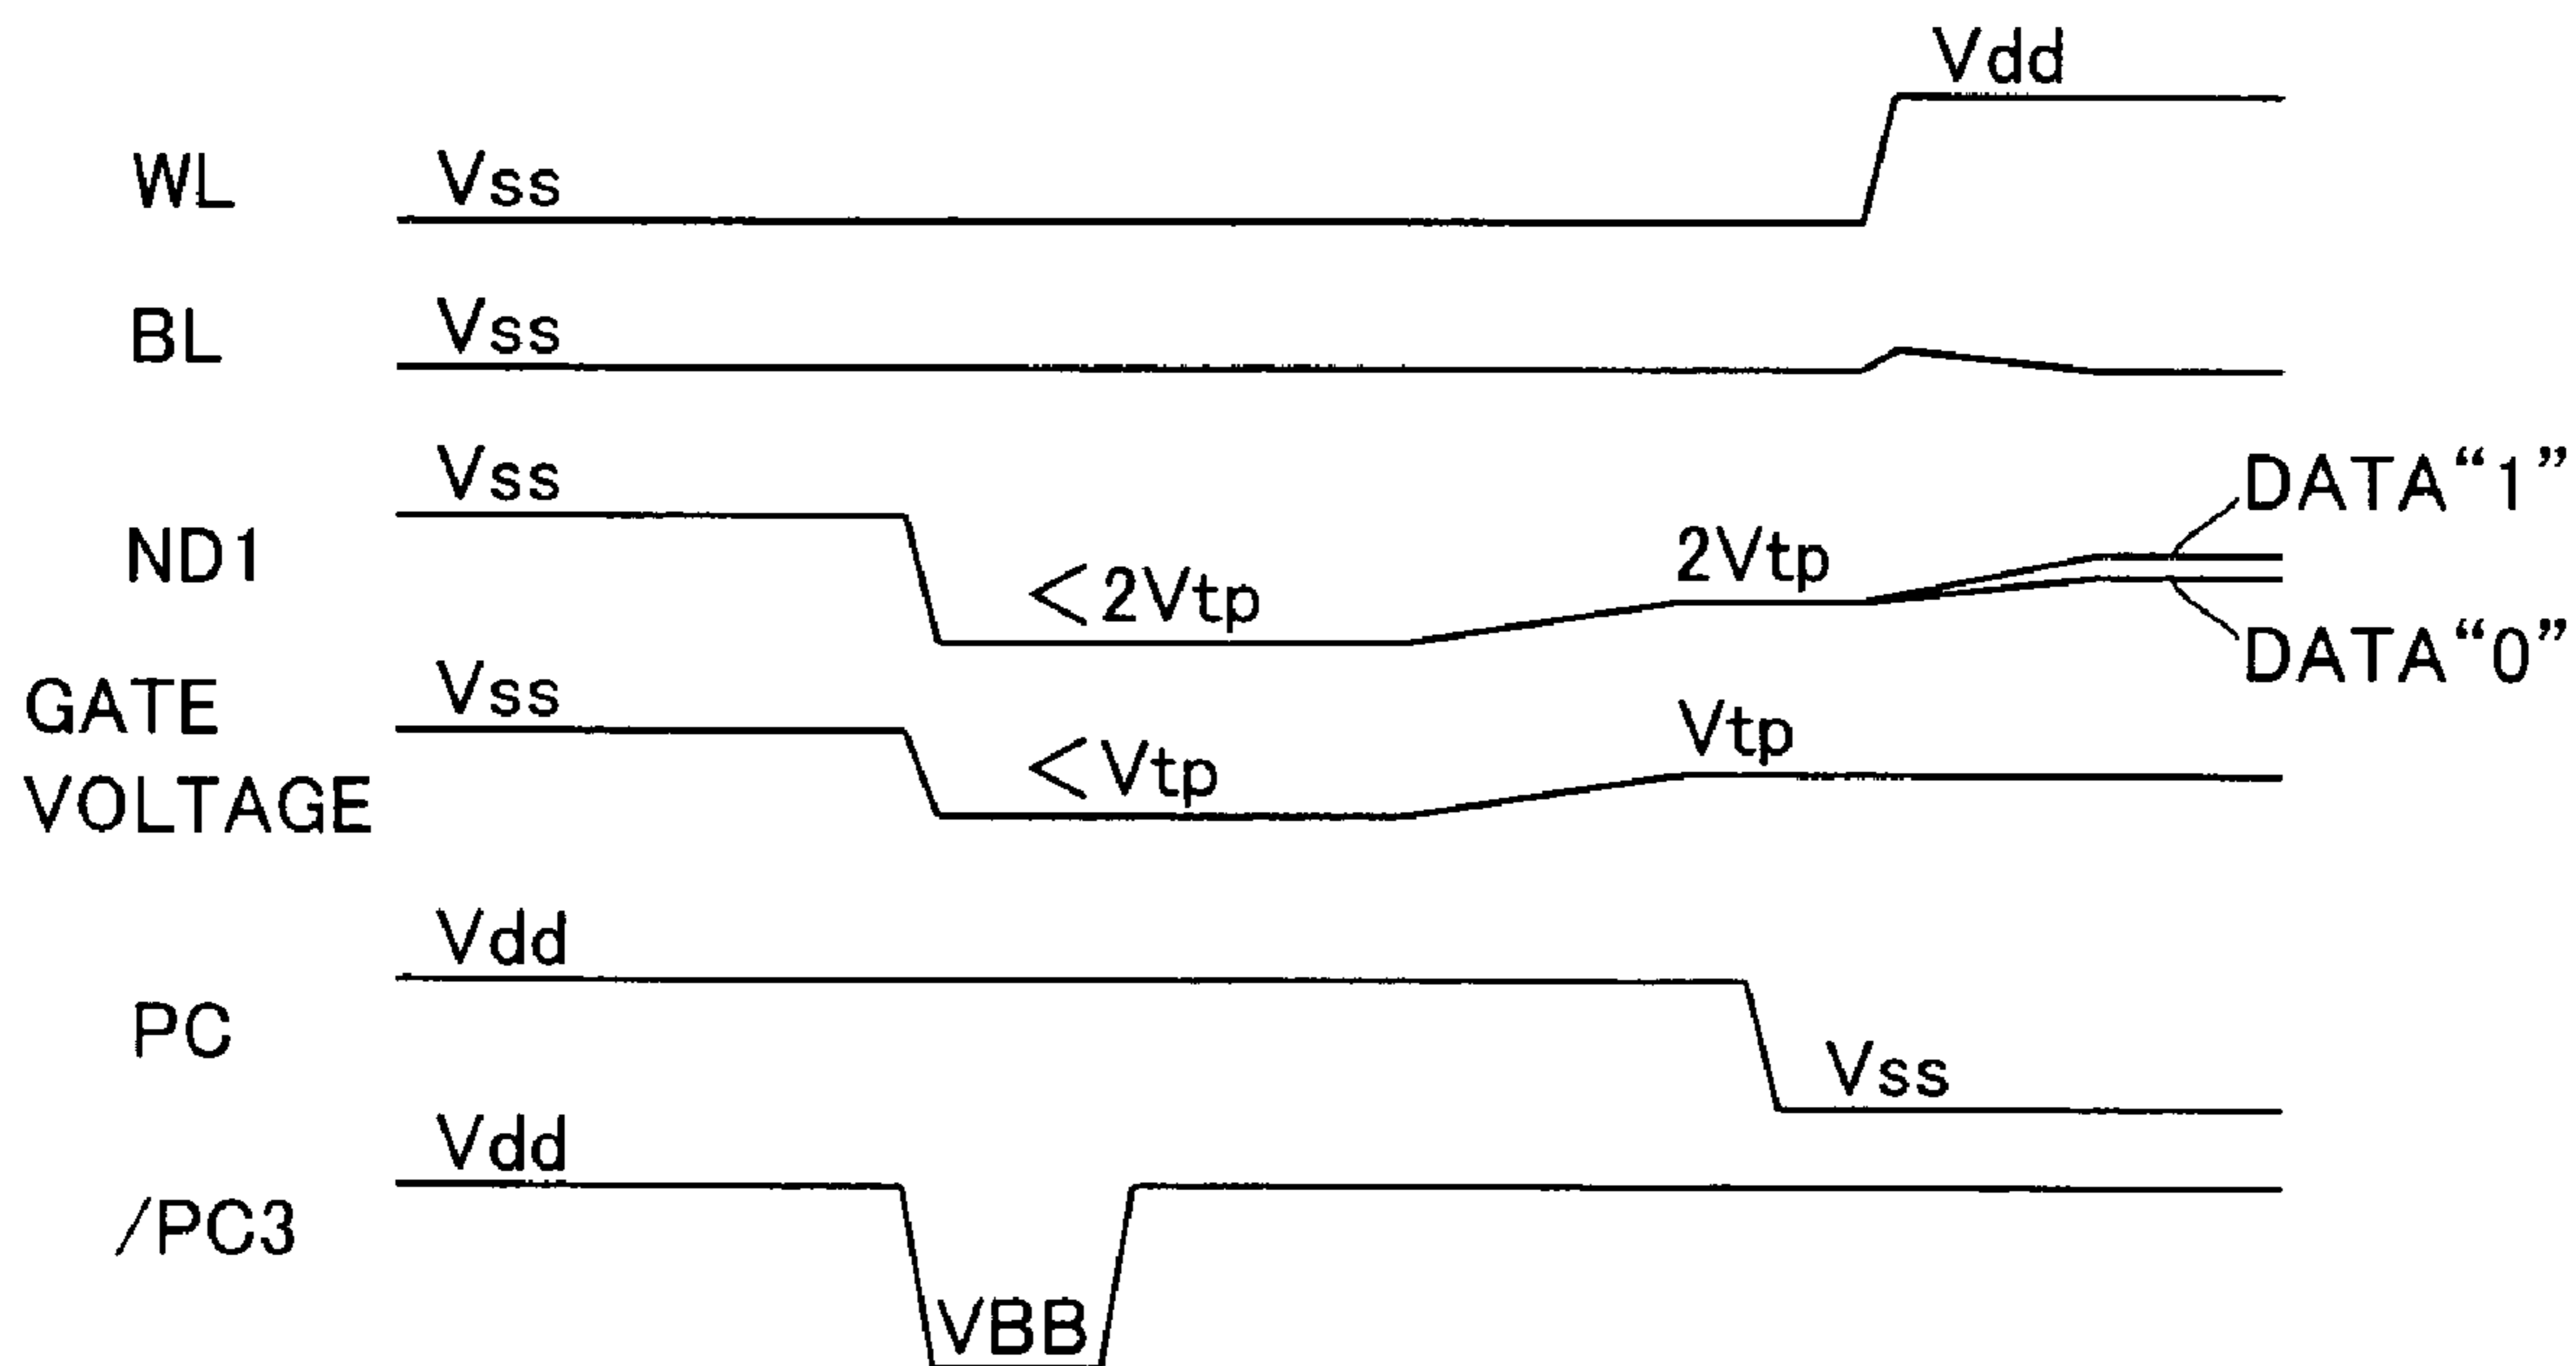 Vdd
WL Vss
BL Vss
Vss
DATA“1”
ND1 <2Vtp 2Vtp
DATA“0”
Vss
GATE
VOLTAGE
<Vtp Vtp
Vdd
PC
Vss
Vdd
/PC3
VBB